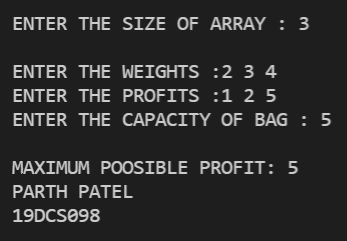 ENTER THE SIZE OF ARRAY : 3
ENTER THE WEIGHTS :2 3 4
ENTER THE PROFITS :1 2 5
ENTER THE CAPACITY OF BAG : 5
MAXIMUM POOSIBLE PROFIT: 5
PARTH PATEL
19DCS098